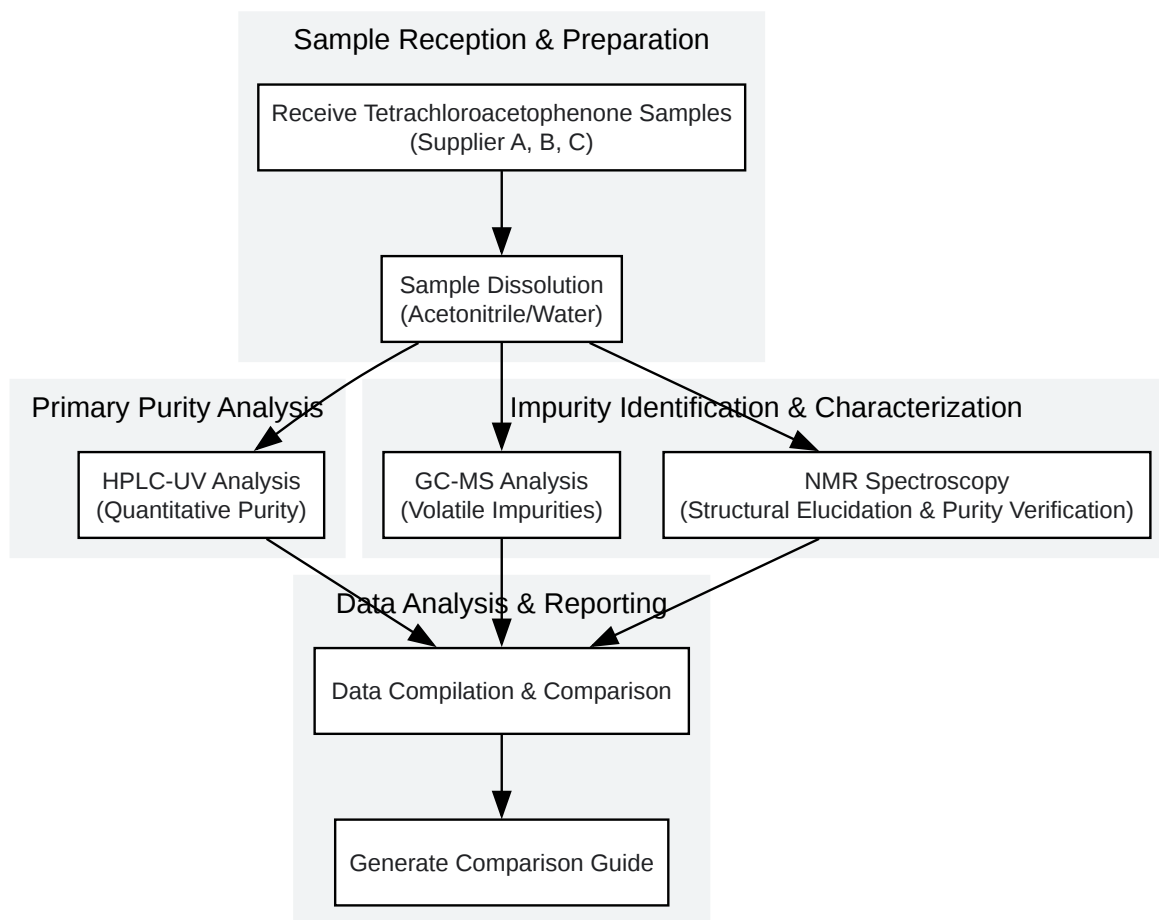 Sample Reception & Preparation
Receive Tetrachloroacetophenone Samples
(Supplier A, B, C)
Sample Dissolution
(Acetonitrile/Water)
Primary Purity Analysis
HPLC-UV Analysis
(Quantitative Purity)
Impurity Identification & Characterization
GC-MS Analysis
(Volatile Impurities)
NMR Spectroscopy
(Structural Elucidation & Purity Verification)
Data Analysis & Reporting
Data Compilation & Comparison
Generate Comparison Guide